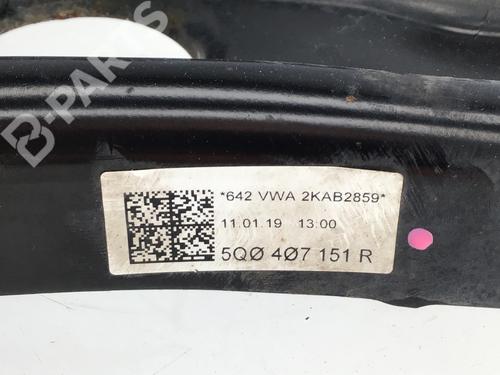 B-PARTS
*642 VWA 2KAB2859*
11.01.19 13:00
5QØ 4Ø7 151 R